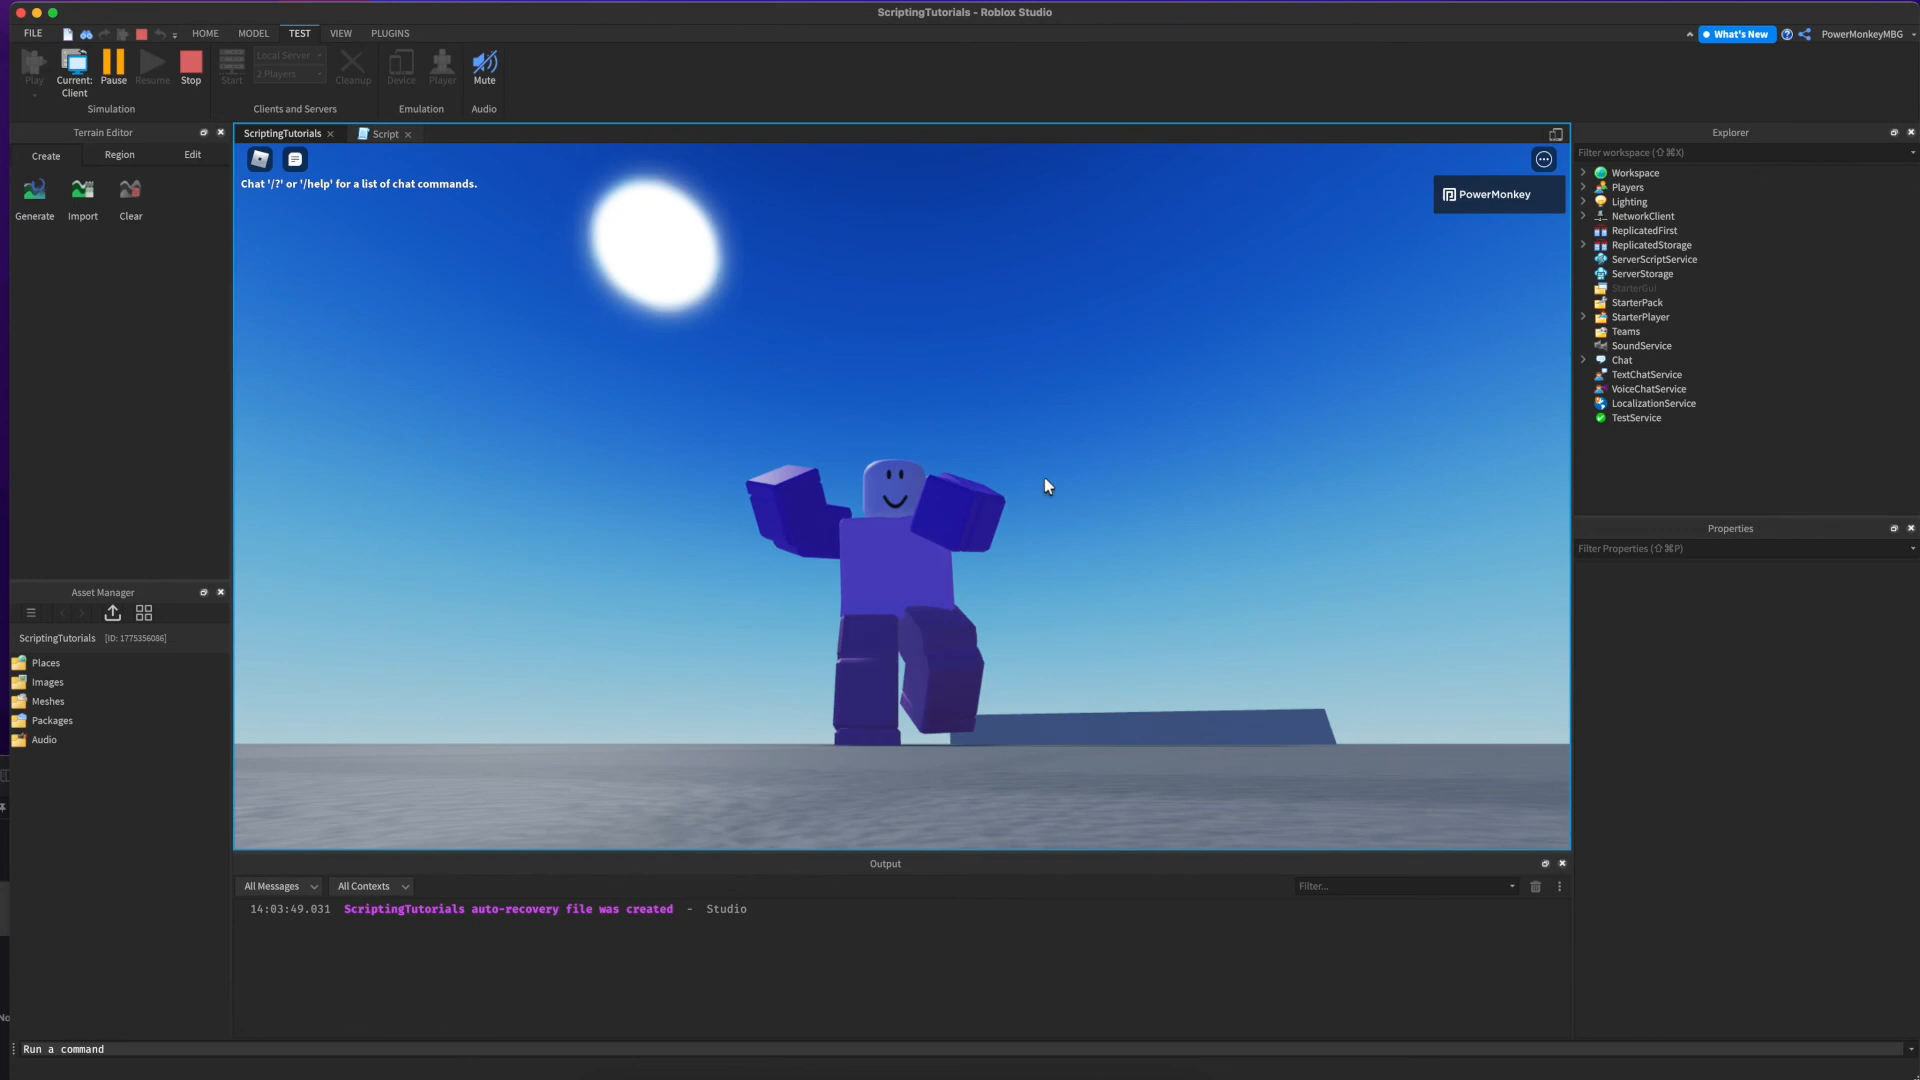 ScriptingTutorials - Roblox Studio
FILE
HOME
MODEL
TEST
VIEW
PLUGINS
What's New
PowerMonkeyMBG
Play
Current:
Client
Pause
Resume
Stop
Start
Local Server
2 Players
Cleanup
Device
Player
Mute
Simulation
Clients and Servers
Emulation
Audio
Terrain Editor
Create
Region
Edit
Generate
Import
Clear
ScriptingTutorials
Script
Chat '/?' or '/help' for a list of chat commands.
PowerMonkey
Explorer
Filter workspace (⇧⌘X)
Workspace
Players
Lighting
NetworkClient
ReplicatedFirst
ReplicatedStorage
ServerScriptService
ServerStorage
StarterGui
StarterPack
StarterPlayer
Teams
SoundService
Chat
TextChatService
VoiceChatService
LocalizationService
TestService
Properties
Filter Properties (⇧⌘P)
Asset Manager
ScriptingTutorials [ID: 1775356086]
Places
Images
Meshes
Packages
Audio
Output
All Messages
All Contexts
Filter...
14:03:49.031 ScriptingTutorials auto-recovery file was created - Studio
Run a command